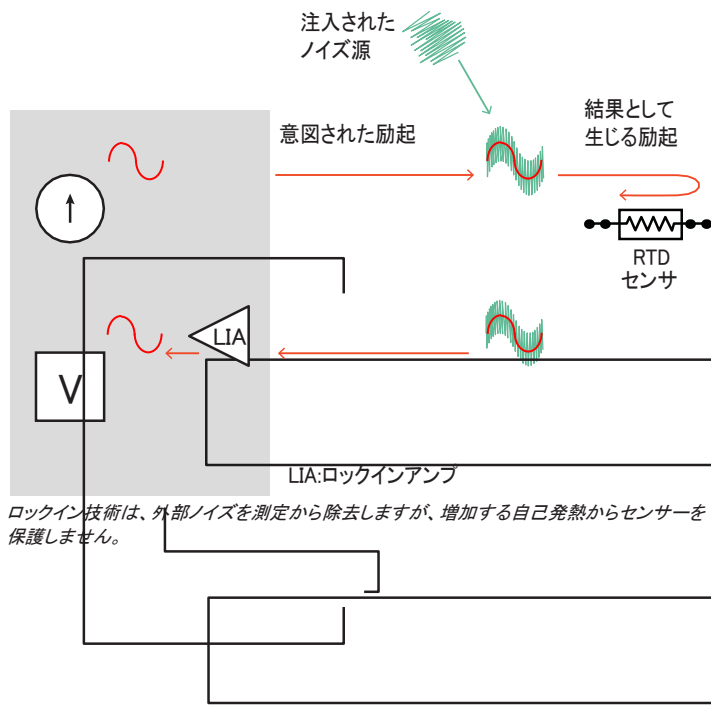 注入された
ノイズ源
意図された励起
結果として
生じる励起
RTD
センサ
LIA
V
LIA:ロックインアンプ
ロックイン技術は、外部ノイズを測定から除去しますが、増加する自己発熱からセンサーを
保護しません。